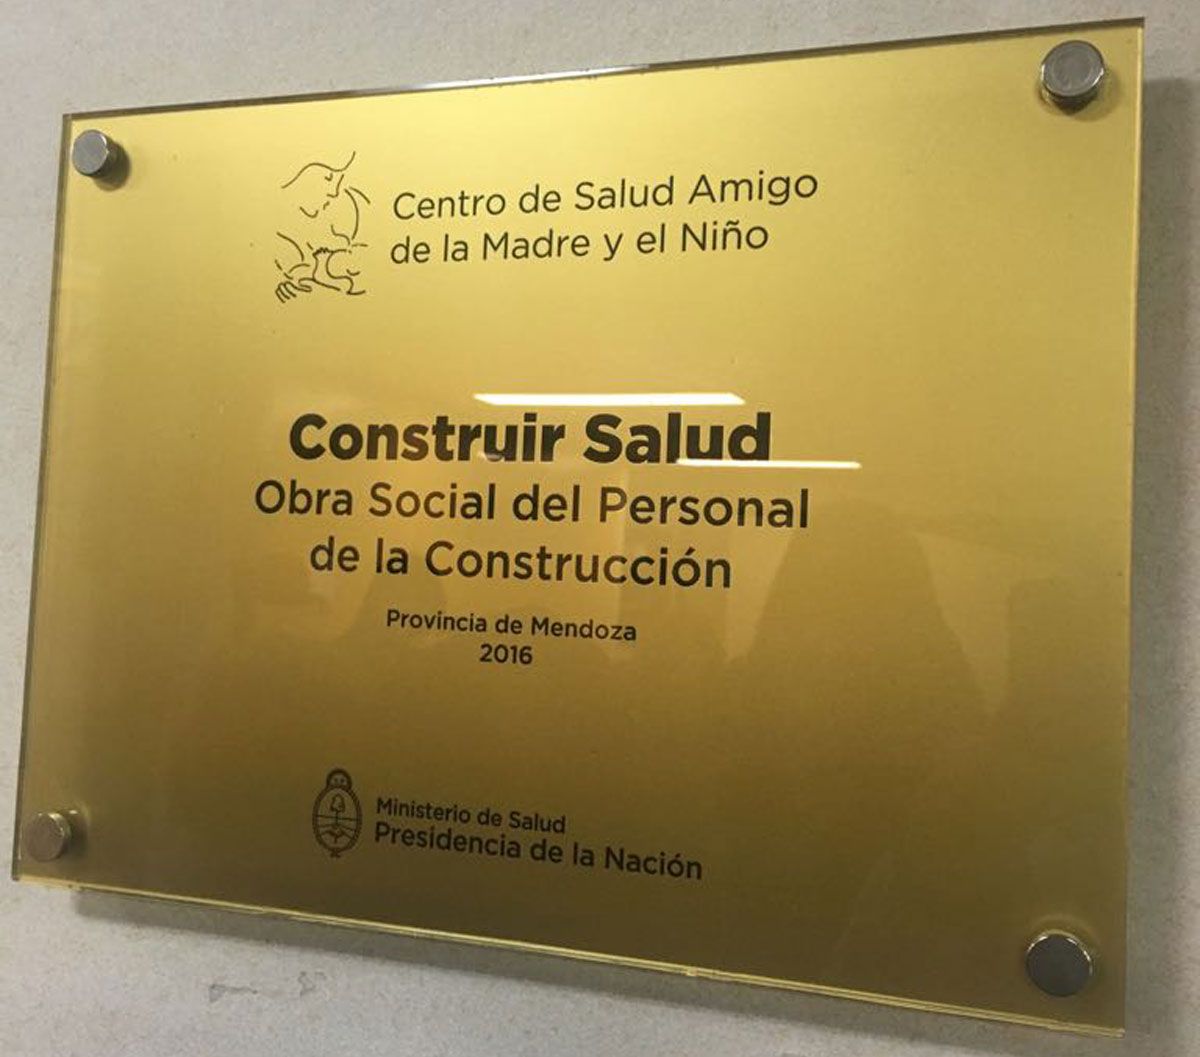 Centro de Salud Amigo
de la Madre y el Niño
Construir Salud
Obra Social del Personal
de la Construcción
Provincia de Mendoza
2016
Ministerio de Salud
Presidencia de la Nación